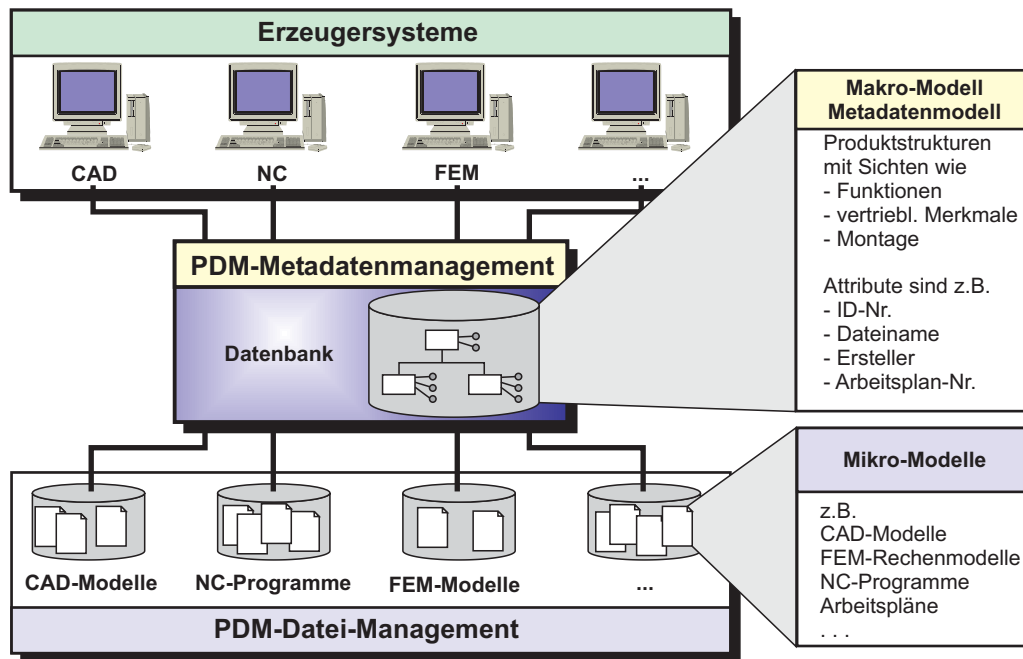 Erzeugersysteme
CAD
NC
FEM
...
PDM-Metadatenmanagement
Datenbank
CAD-Modelle
NC-Programme
FEM-Modelle
...
PDM-Datei-Management
Makro-Modell
Metadatenmodell
Produktstrukturen
mit Sichten wie
- Funktionen
- vertriebl. Merkmale
- Montage
Attribute sind z.B.
- ID-Nr.
- Dateiname
- Ersteller
- Arbeitsplan-Nr.
Mikro-Modelle
z.B.
CAD-Modelle
FEM-Rechenmodelle
NC-Programme
Arbeitspläne
. . .